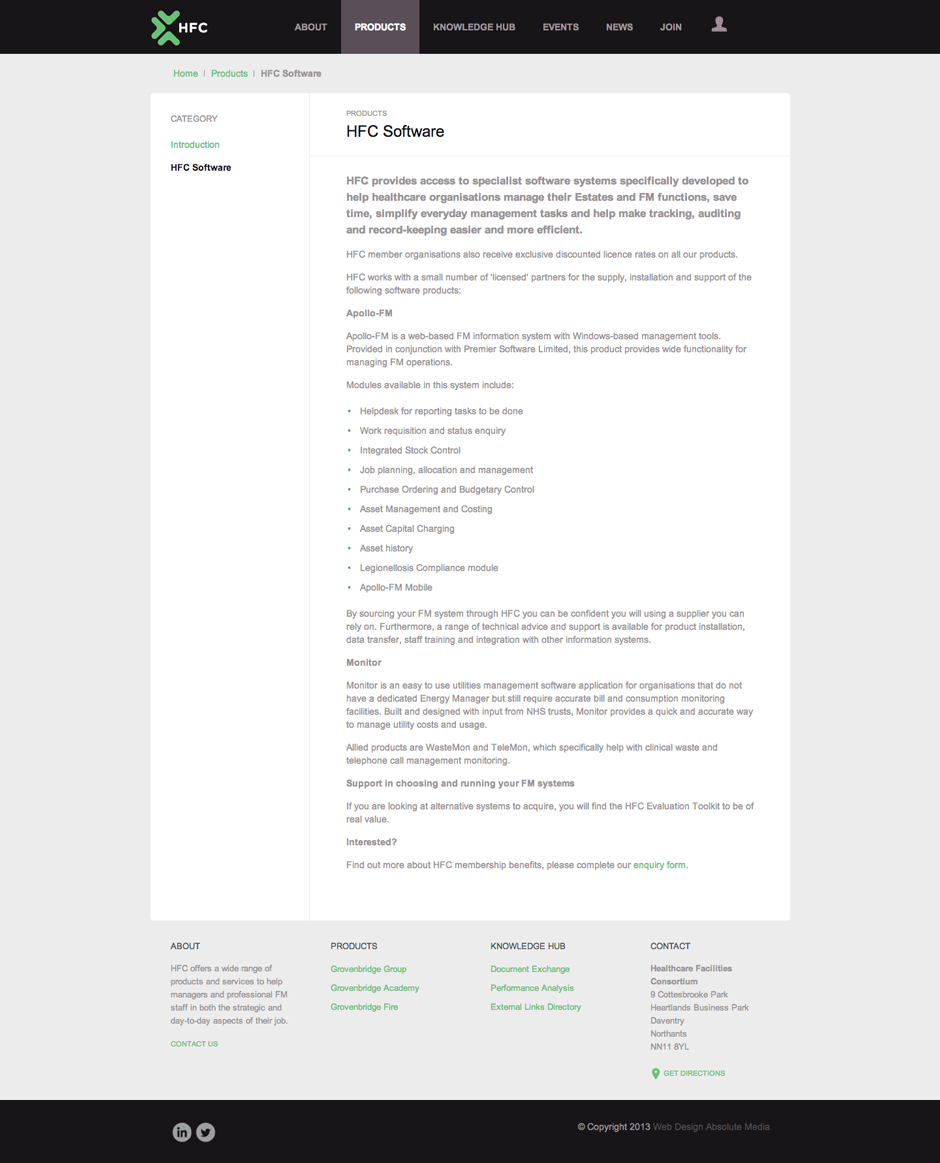 HFC
ABOUT PRODUCTS KNOWLEDGE HUB EVENTS NEWS JOIN
Home | Products | HFC Software
CATEGORY
Introduction
HFC Software
PRODUCTS
HFC Software
HFC provides access to specialist software systems specifically developed to
help healthcare organisations manage their Estates and FM functions, save
time, simplify everyday management tasks and help make tracking, auditing
and record-keeping easier and more efficient.
HFC member organisations also receive exclusive discounted licence rates on all our products.
HFC works with a small number of 'licensed' partners for the supply, installation and support of the
following software products:
Apollo-FM
Apollo-FM is a web-based FM information system with Windows-based management tools.
Provided in conjunction with Premier Software Limited, this product provides wide functionality for
managing FM operations.
Modules available in this system include:
• Helpdesk for reporting tasks to be done
• Work requisition and status enquiry
• Integrated Stock Control
• Job planning, allocation and management
• Purchase Ordering and Budgetary Control
• Asset Management and Costing
• Asset Capital Charging
• Asset history
• Legionellosis Compliance module
• Apollo-FM Mobile
By sourcing your FM system through HFC you can be confident you will using a supplier you can
rely on. Furthermore, a range of technical advice and support is available for product installation,
data transfer, staff training and integration with other information systems.
Monitor
Monitor is an easy to use utilities management software application for organisations that do not
have a dedicated Energy Manager but still require accurate bill and consumption monitoring
facilities. Built and designed with input from NHS trusts, Monitor provides a quick and accurate way
to manage utility costs and usage.
Allied products are WasteMon and TeleMon, which specifically help with clinical waste and
telephone call management monitoring.
Support in choosing and running your FM systems
If you are looking at alternative systems to acquire, you will find the HFC Evaluation Toolkit to be of
real value.
Interested?
Find out more about HFC membership benefits, please complete our enquiry form.
ABOUT
HFC offers a wide range of
products and services to help
managers and professional FM
staff in both the strategic and
day-to-day aspects of their job.
CONTACT US
PRODUCTS
Grovenbridge Group
Grovenbridge Academy
Grovenbridge Fire
KNOWLEDGE HUB
Document Exchange
Performance Analysis
External Links Directory
CONTACT
Healthcare Facilities
Consortium
9 Cottesbrooke Park
Heartlands Business Park
Daventry
Northants
NN11 8YL
GET DIRECTIONS
in
© Copyright 2013 Web Design Absolute Media